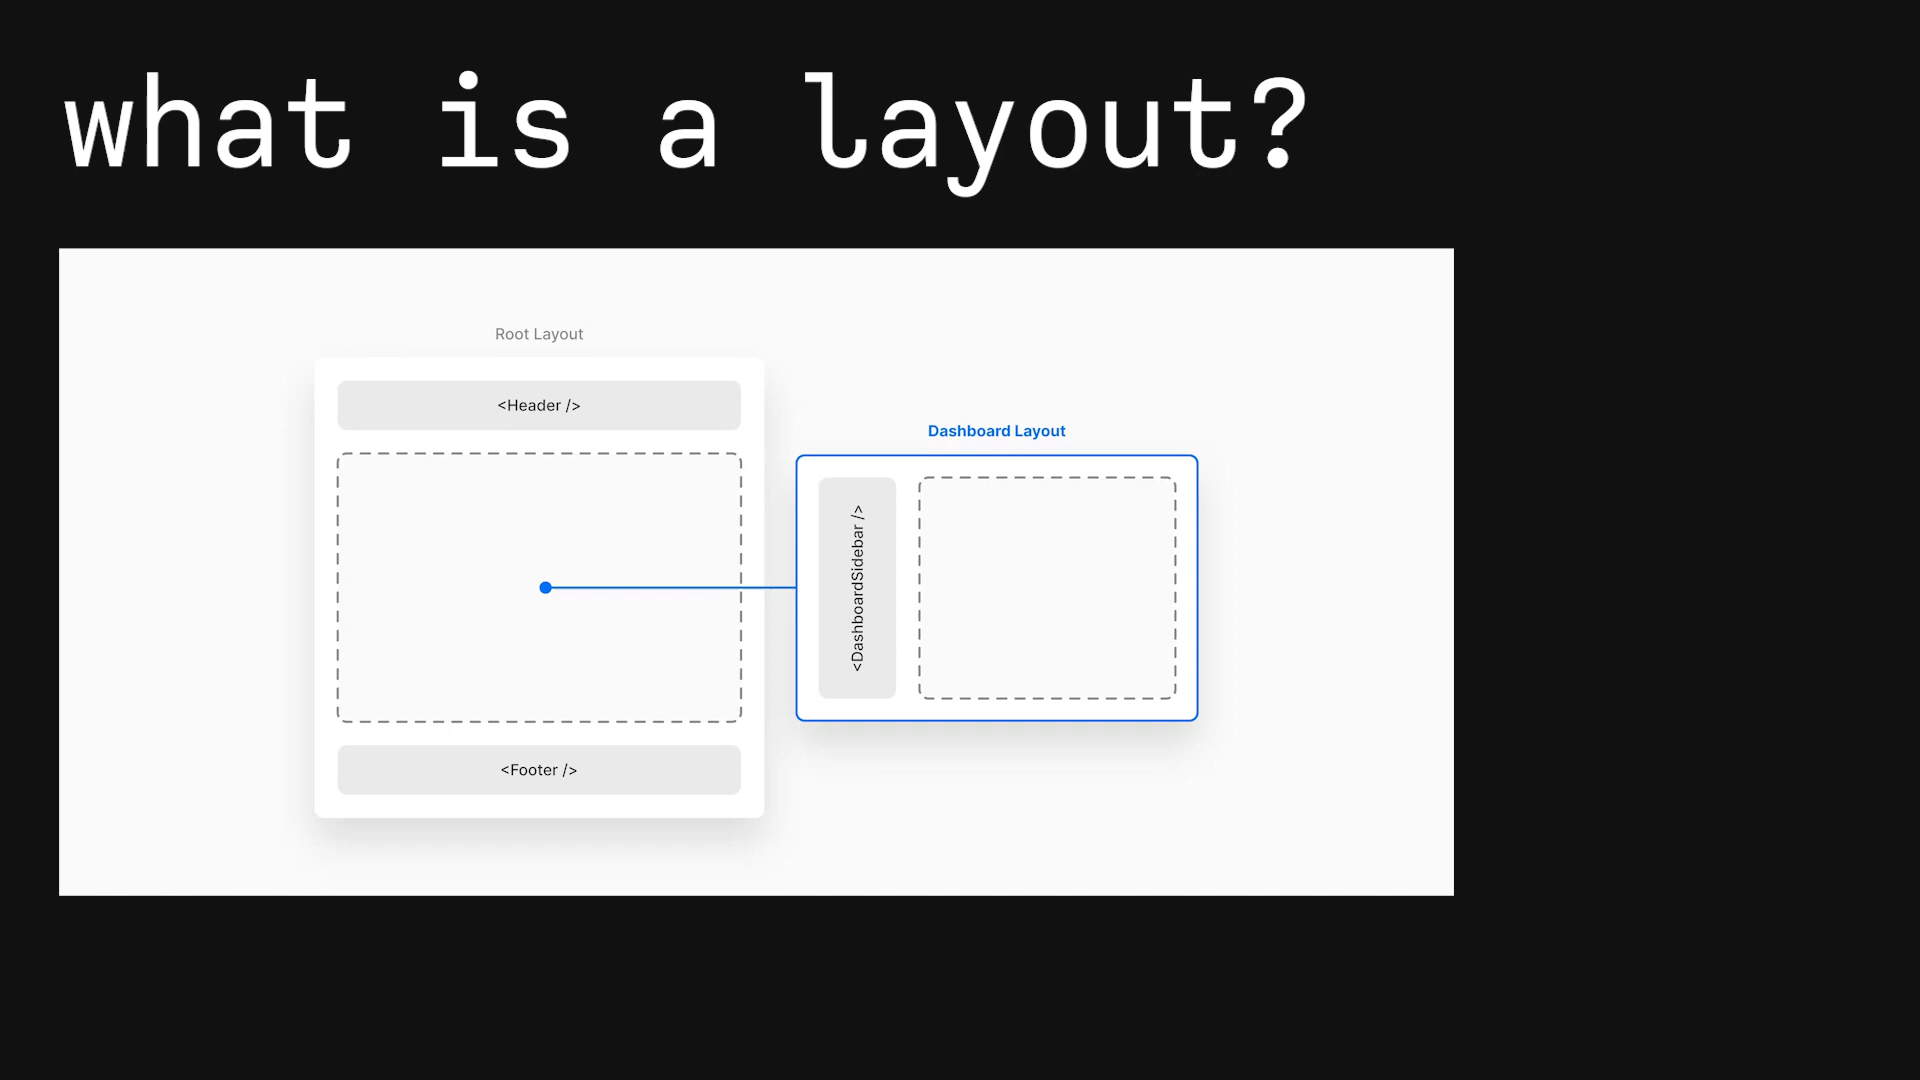 what is a layout?
Root Layout
<Header />
Dashboard Layout
<DashboardSidebar />
<Footer />